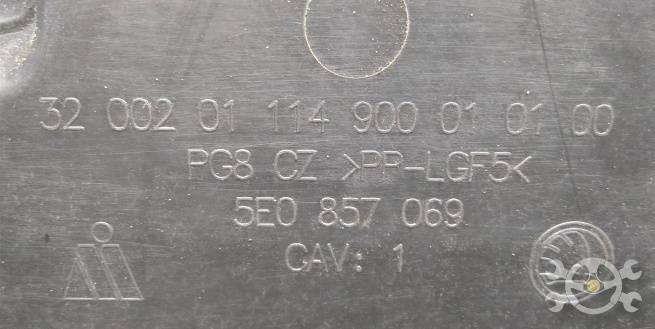 32 002 01 114 900 01 01 00
PG8 CZ >PP-LGF5<
5E0 857 069
CAV: 1